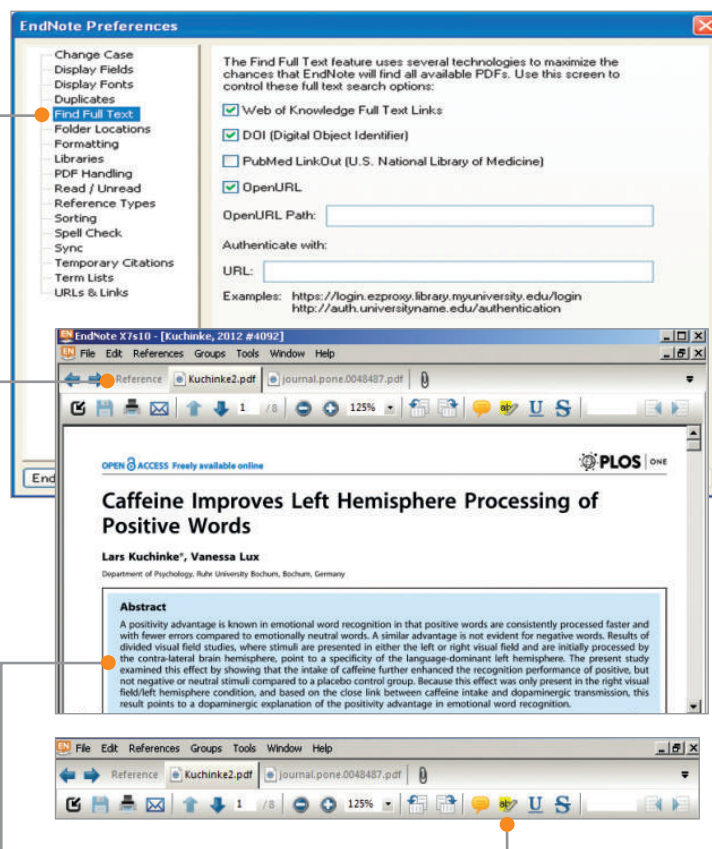 EndNote Preferences
Change Case
Display Fields
Display Fonts
Duplicates
Find Full Text
Folder Locations
Formatting
Libraries
PDF Handling
Read / Unread
Reference Types
Sorting
Spell Check
Sync
Temporary Citations
Term Lists
URLs & Links
The Find Full Text feature uses several technologies to maximize the
chances that EndNote will find all available PDFs. Use this screen to
control these full text search options:
Web of Knowledge Full Text Links
DOI (Digital Object Identifier)
PubMed LinkOut (U.S. National Library of Medicine)
OpenURL
OpenURL Path:
Authenticate with:
URL:
Examples: https://login.ezproxy.library.myuniversity.edu/login
http://auth.universityname.edu/authentication
End
EN EndNote X7s10 - [Kuchinke, 2012 #4092]
EN File Edit References Groups Tools Window Help
Reference Kuchinke2.pdf journal.pone.0048487.pdf
1 /8 125% ab U S
OPEN ACCESS Freely available online PLOS ONE
Caffeine Improves Left Hemisphere Processing of
Positive Words
Lars Kuchinke*, Vanessa Lux
Department of Psychology, Ruhr University Bochum, Bochum, Germany
Abstract
A positivity advantage is known in emotional word recognition in that positive words are consistently processed faster and
with fewer errors compared to emotionally neutral words. A similar advantage is not evident for negative words. Results of
divided visual field studies, where stimuli are presented in either the left or right visual field and are initially processed by
the contra-lateral brain hemisphere, point to a specificity of the language-dominant left hemisphere. The present study
examined this effect by showing that the intake of caffeine further enhanced the recognition performance of positive, but
not negative or neutral stimuli compared to a placebo control group. Because this effect was only present in the right visual
field/left hemisphere condition, and based on the close link between caffeine intake and dopaminergic transmission, this
result points to a dopaminergic explanation of the positivity advantage in emotional word recognition.
EN File Edit References Groups Tools Window Help
Reference Kuchinke2.pdf journal.pone.0048487.pdf
1 /8 125% ab U S